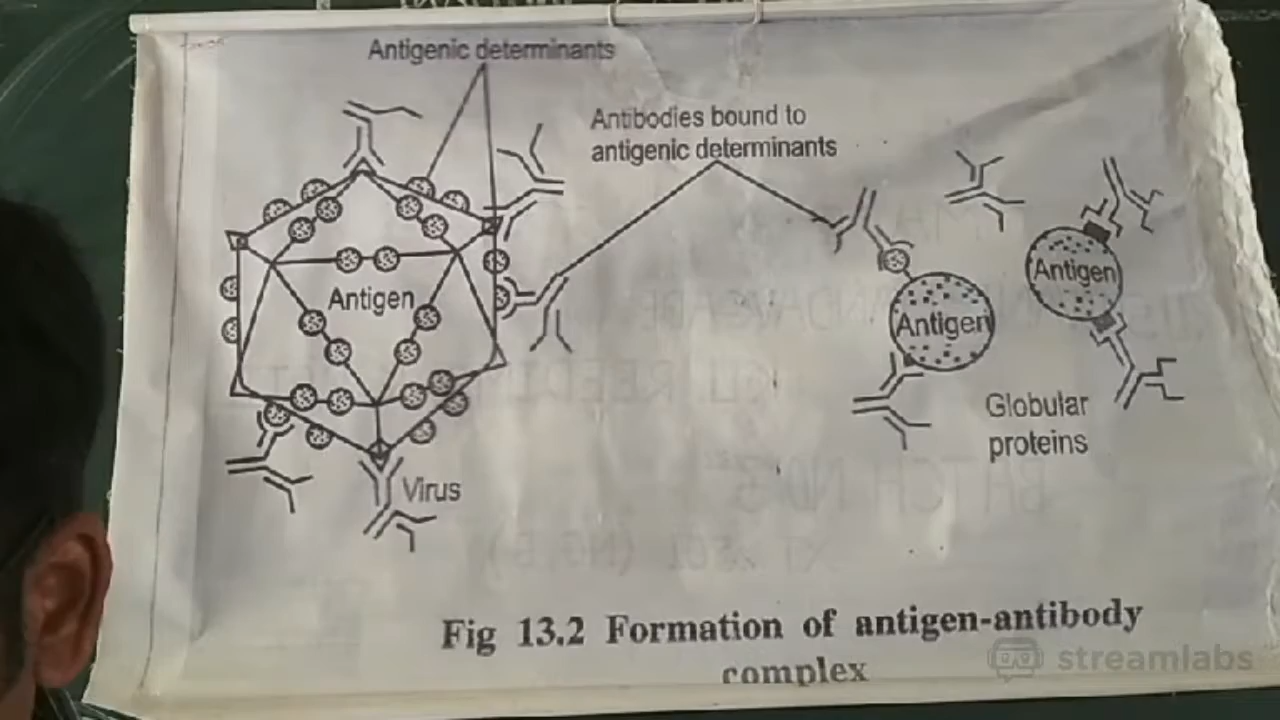 Antigenic determinants
Antibodies bound to
antigenic determinants
Antigen
Antigen
Antigen
Globular
proteins
Virus
Fig 13.2 Formation of antigen-antibody
complex
streamlabs